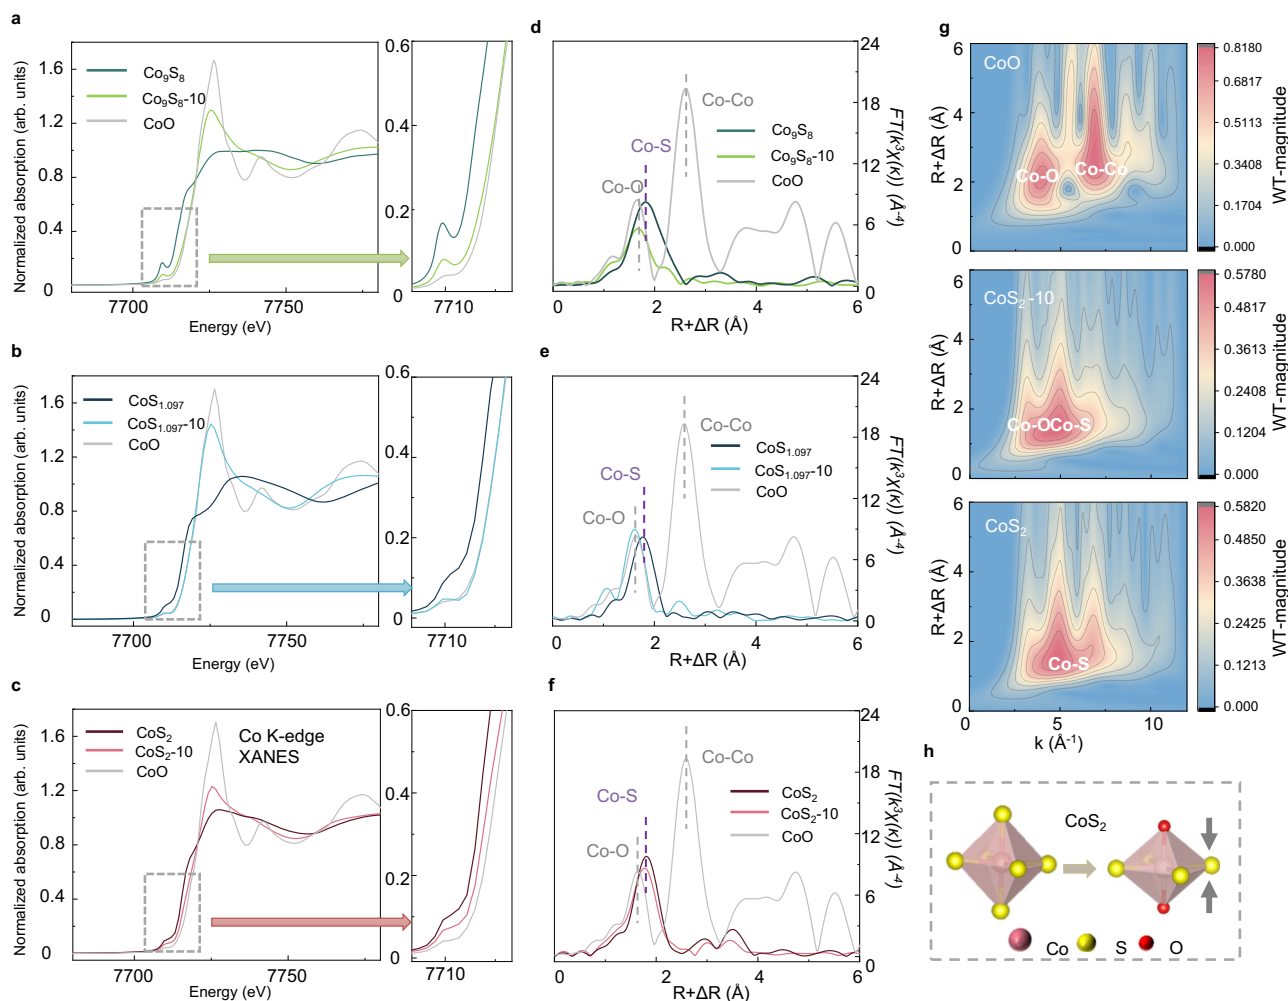 a
Normalized absorption (arb. units)
1.6
1.2
0.8
0.4
0
Co₉S₈
Co₉S₈-10
CoO
7700
7750
Energy (eV)
0.6
0.4
0.2
0
7710
d
Co-Co
Co-S
Co-O
Co₉S₈
Co₉S₈-10
CoO
24
18
12
6
0
FT(k³χ(k)) (Å⁻⁴)
0
2
4
6
R+ΔR (Å)
b
Normalized absorption (arb. units)
1.6
1.2
0.8
0.4
0
CoS₁.₀₉₇
CoS₁.₀₉₇-10
CoO
7700
7750
Energy (eV)
0.6
0.4
0.2
0
7710
e
Co-Co
Co-S
Co-O
CoS₁.₀₉₇
CoS₁.₀₉₇-10
CoO
24
18
12
6
0
FT(k³χ(k)) (Å⁻⁴)
0
2
4
6
R+ΔR (Å)
c
Normalized absorption (arb. units)
1.6
1.2
0.8
0.4
0
CoS₂
CoS₂-10
CoO
Co K-edge
XANES
7700
7750
Energy (eV)
0.6
0.4
0.2
0
7710
f
Co-Co
Co-S
Co-O
CoS₂
CoS₂-10
CoO
24
18
12
6
0
FT(k³χ(k)) (Å⁻⁴)
0
2
4
6
R+ΔR (Å)
g
CoO
Co-O
Co-Co
R+ΔR (Å)
6
4
2
0
0.8180
0.6817
0.5113
0.3408
0.1704
0.000
WT-magnitude
CoS₂-10
Co-O
Co-S
R+ΔR (Å)
6
4
2
0
0.5780
0.4817
0.3613
0.2408
0.1204
0.000
WT-magnitude
CoS₂
Co-S
R+ΔR (Å)
6
4
2
0
0.5820
0.4850
0.3638
0.2425
0.1213
0.000
WT-magnitude
0
5
10
k (Å⁻¹)
h
CoS₂
Co
S
O